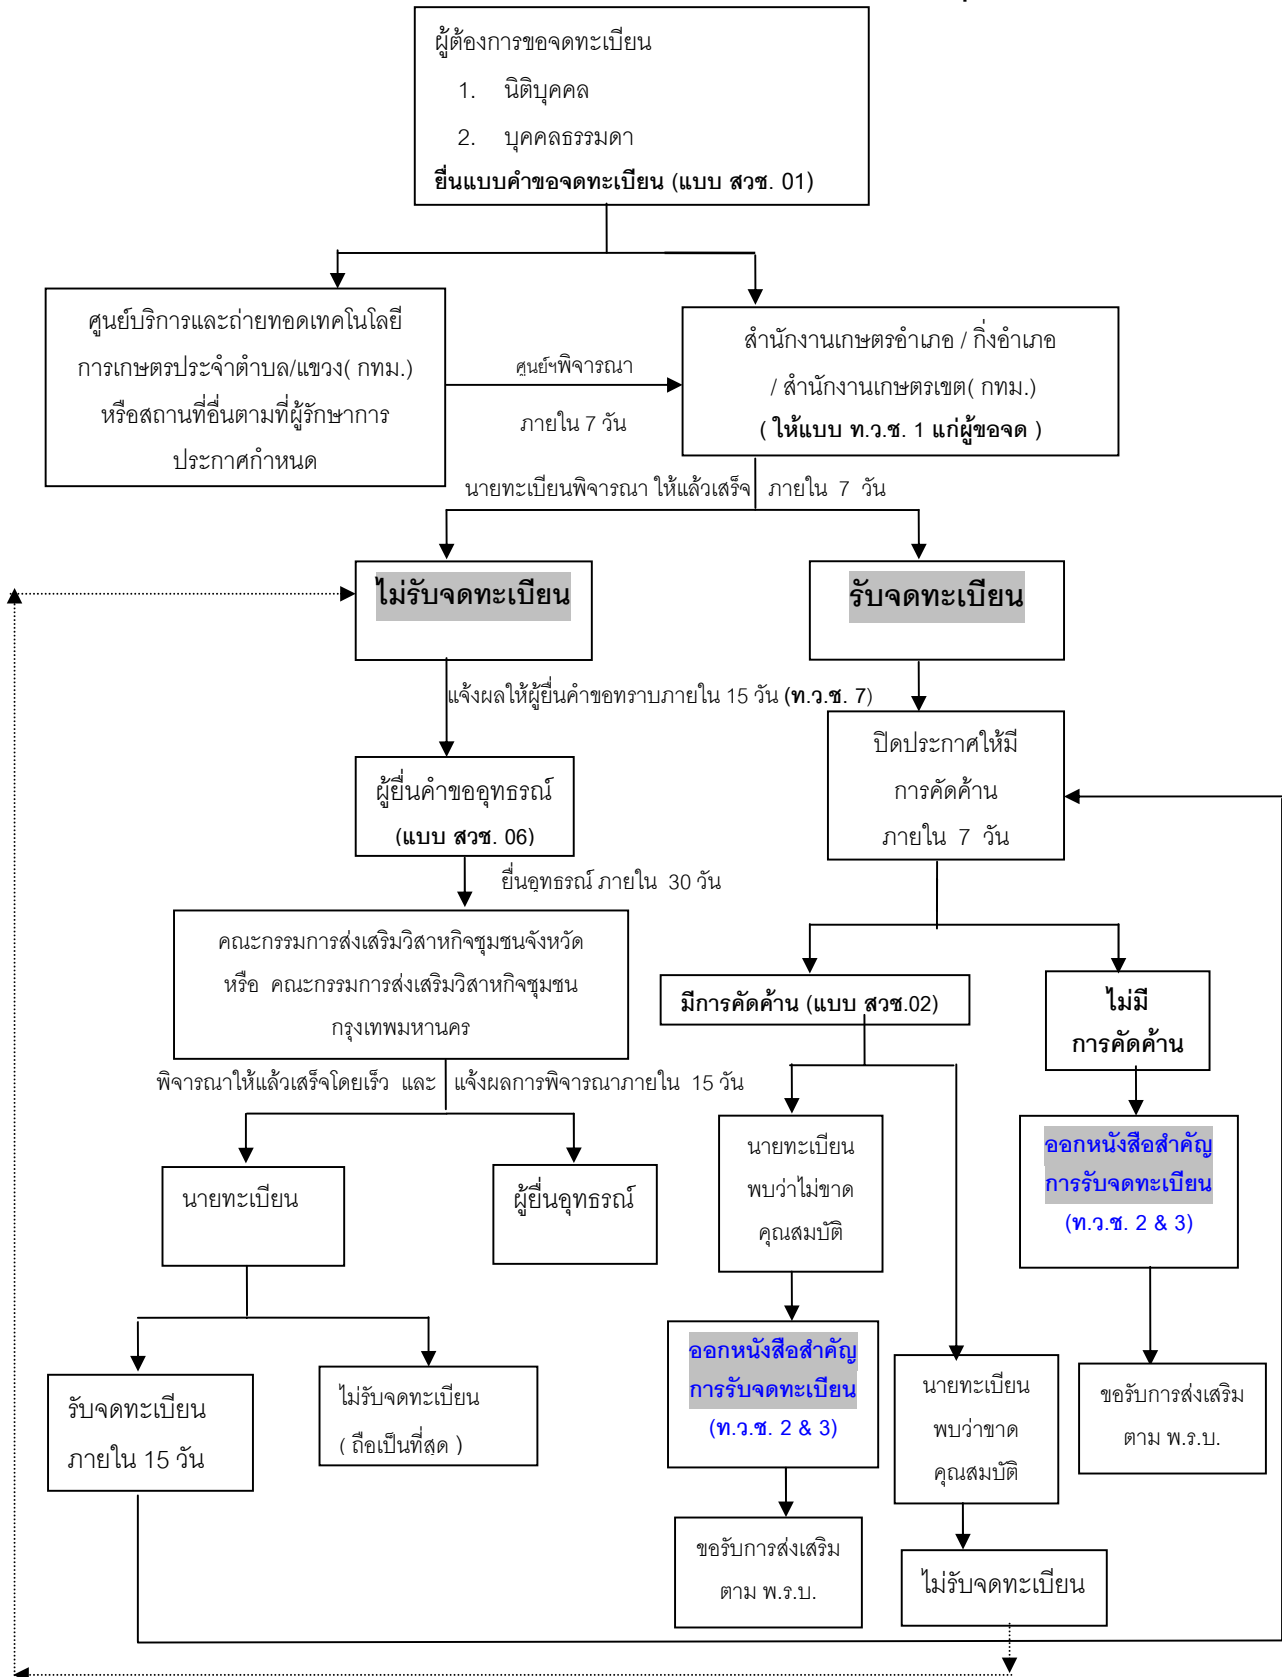 ผู้ต้องการขอจดทะเบียน
1. นิติบุคคล
2. บุคคลธรรมดา
ยื่นแบบคำขอจดทะเบียน (แบบ สวช. 01)
ศูนย์บริการและถ่ายทอดเทคโนโลยี
การเกษตรประจำตำบล/แขวง( กทม.)
หรือสถานที่อื่นตามที่ผู้รักษาการ
ประกาศกำหนด
ศูนย์ฯพิจารณา
ภายใน 7 วัน
สำนักงานเกษตรอำเภอ / กิ่งอำเภอ
/ สำนักงานเกษตรเขต( กทม.)
( ให้แบบ ท.ว.ช. 1 แก่ผู้ขอจด )
นายทะเบียนพิจารณา ให้แล้วเสร็จ ภายใน 7 วัน
ไม่รับจดทะเบียน
รับจดทะเบียน
แจ้งผลให้ผู้ยื่นคำขอทราบภายใน 15 วัน (ท.ว.ช. 7)
ปิดประกาศให้มี
การคัดค้าน
ภายใน 7 วัน
ผู้ยื่นคำขออุทธรณ์
(แบบ สวช. 06)
ยื่นอุทธรณ์ ภายใน 30 วัน
คณะกรรมการส่งเสริมวิสาหกิจชุมชนจังหวัด
หรือ คณะกรรมการส่งเสริมวิสาหกิจชุมชน
กรุงเทพมหานคร
มีการคัดค้าน (แบบ สวช.02)
ไม่มี
การคัดค้าน
พิจารณาให้แล้วเสร็จโดยเร็ว และ แจ้งผลการพิจารณาภายใน 15 วัน
นายทะเบียน
ผู้ยื่นอุทธรณ์
นายทะเบียน
พบว่าไม่ขาด
คุณสมบัติ
ออกหนังสือสำคัญ
การรับจดทะเบียน
(ท.ว.ช. 2 & 3)
รับจดทะเบียน
ภายใน 15 วัน
ไม่รับจดทะเบียน
( ถือเป็นที่สุด )
ออกหนังสือสำคัญ
การรับจดทะเบียน
(ท.ว.ช. 2 & 3)
นายทะเบียน
พบว่าขาด
คุณสมบัติ
ขอรับการส่งเสริม
ตาม พ.ร.บ.
ขอรับการส่งเสริม
ตาม พ.ร.บ.
ไม่รับจดทะเบียน